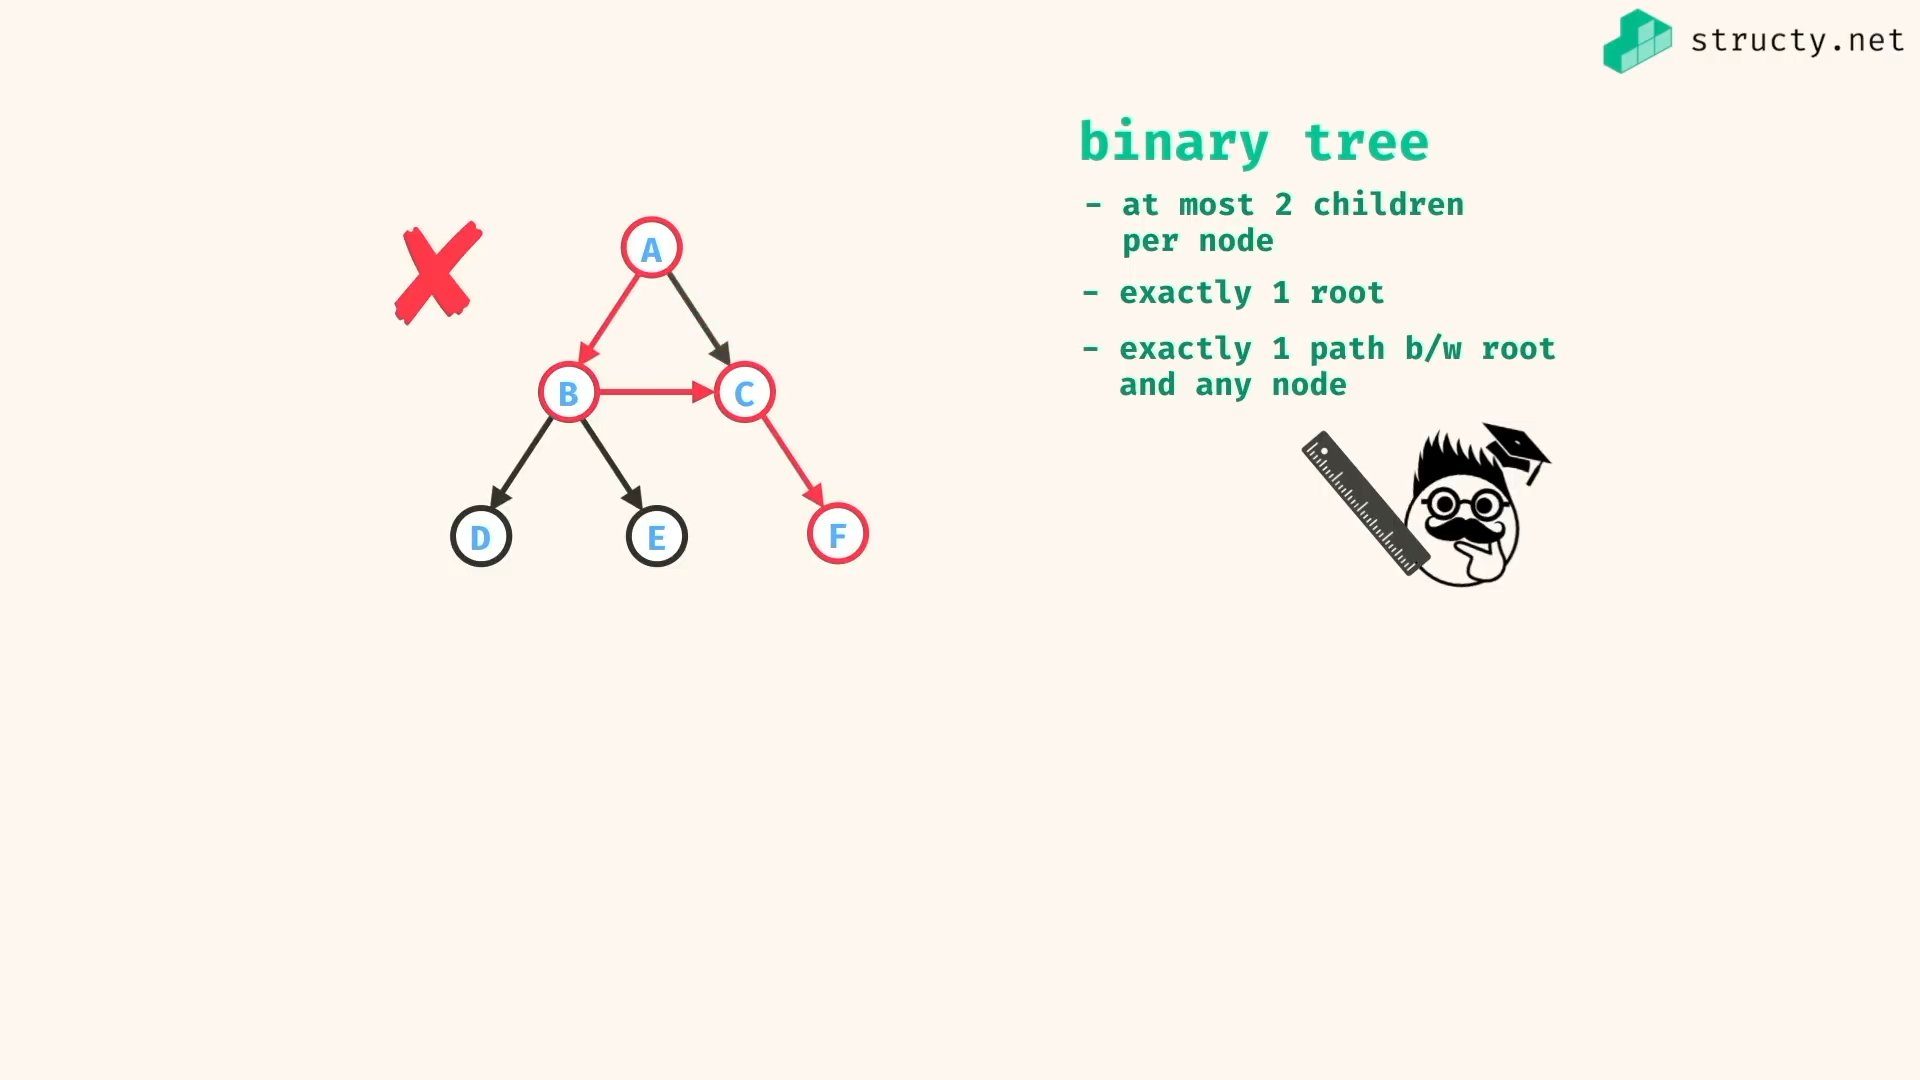 structy.net
binary tree
- at most 2 children
per node
- exactly 1 root
- exactly 1 path b/w root
and any node
A
B
C
D
E
F